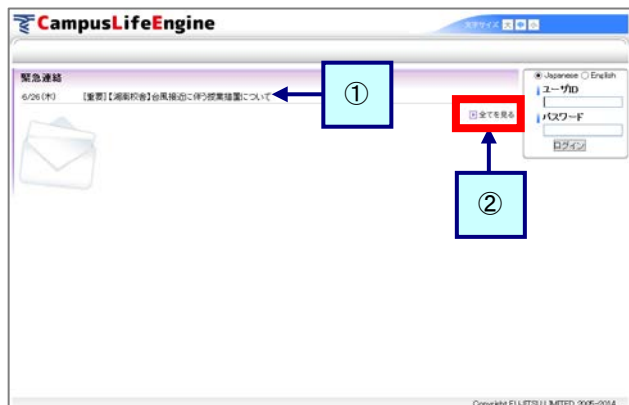 CampusLifeEngine
文字サイズ 大 中 小
緊急連絡
6/26(木) [重要]【湘南校舎】台風接近に伴う授業措置について
①
全てを見る
②
Japanese English
ユーザID
パスワード
ログイン
Copyright FUJITSU LIMITED 2005-2014